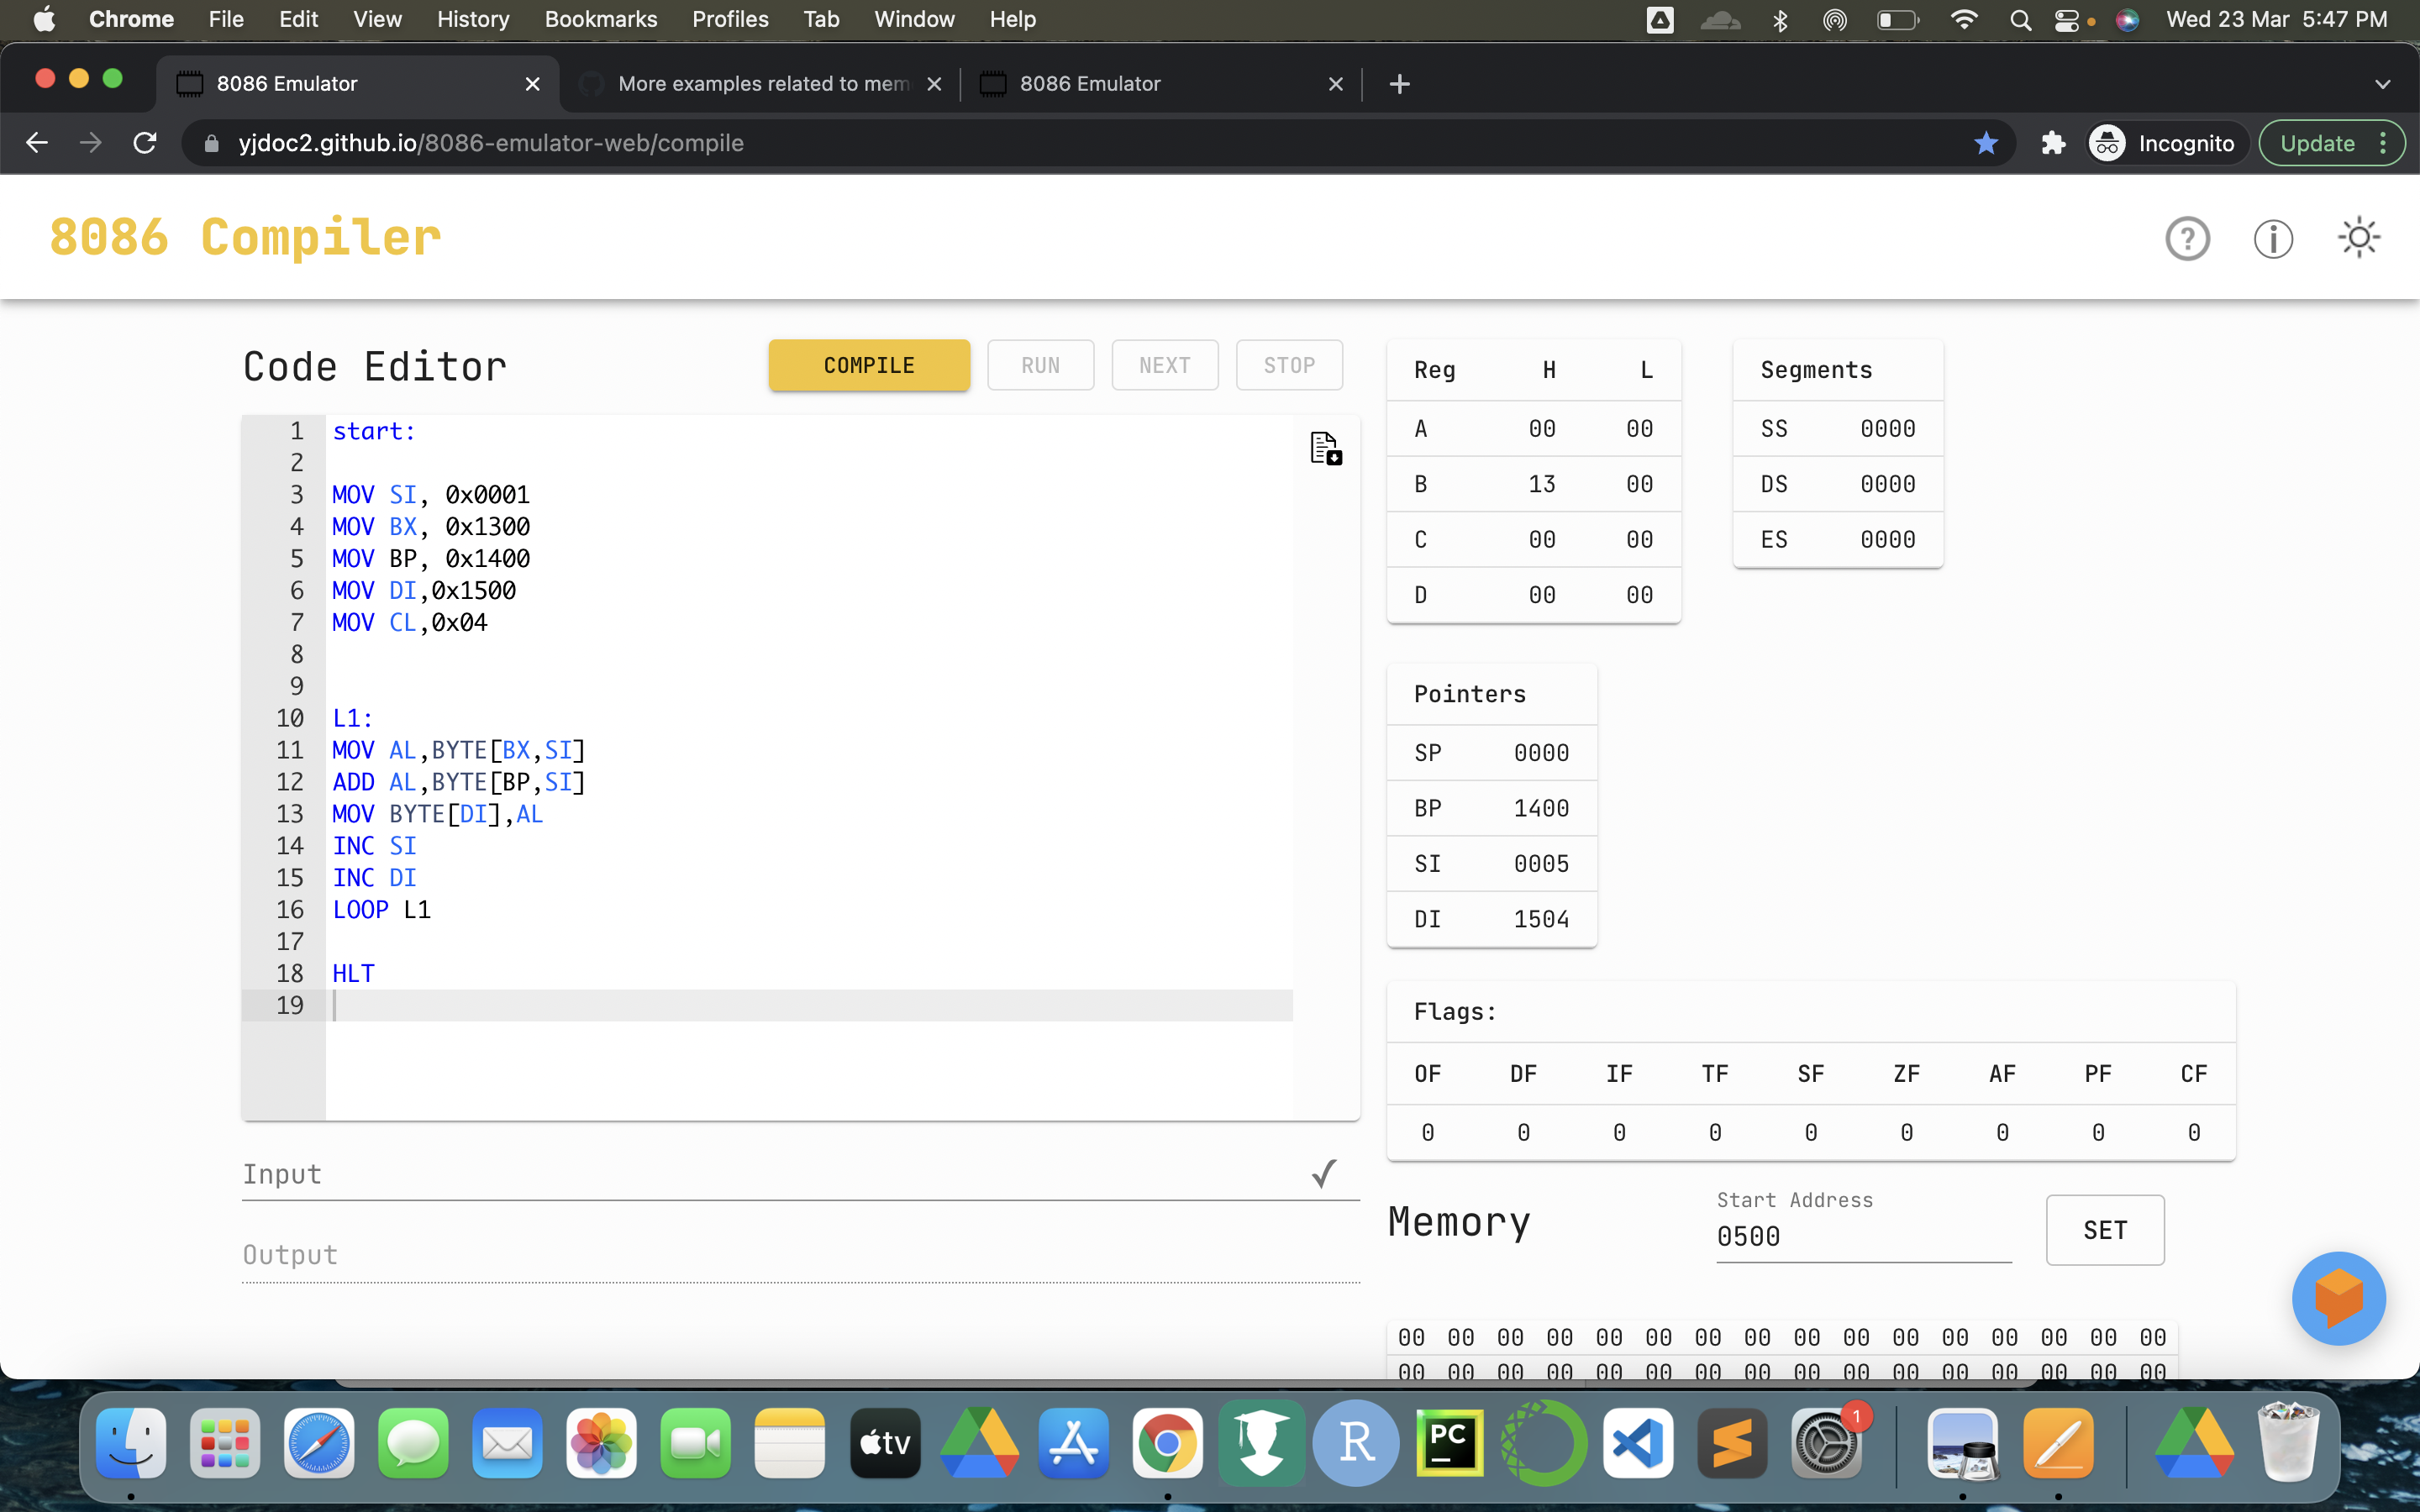 Chrome File Edit View History Bookmarks Profiles Tab Window Help Wed 23 Mar 5:47 PM
8086 Emulator More examples related to mem 8086 Emulator
yjdoc2.github.io/8086-emulator-web/compile Incognito Update
8086 Compiler
Code Editor COMPILE RUN NEXT STOP
1 start:
2
3 MOV SI, 0x0001
4 MOV BX, 0x1300
5 MOV BP, 0x1400
6 MOV DI,0x1500
7 MOV CL,0x04
8
9
10 L1:
11 MOV AL,BYTE[BX,SI]
12 ADD AL,BYTE[BP,SI]
13 MOV BYTE[DI],AL
14 INC SI
15 INC DI
16 LOOP L1
17
18 HLT
19
Input
Output
Reg H L
A 00 00
B 13 00
C 00 00
D 00 00
Segments
SS 0000
DS 0000
ES 0000
Pointers
SP 0000
BP 1400
SI 0005
DI 1504
Flags:
OF DF IF TF SF ZF AF PF CF
0 0 0 0 0 0 0 0 0
Memory
Start Address
0500
SET
00 00 00 00 00 00 00 00 00 00 00 00 00 00 00 00
00 00 00 00 00 00 00 00 00 00 00 00 00 00 00 00
tv R PC 1